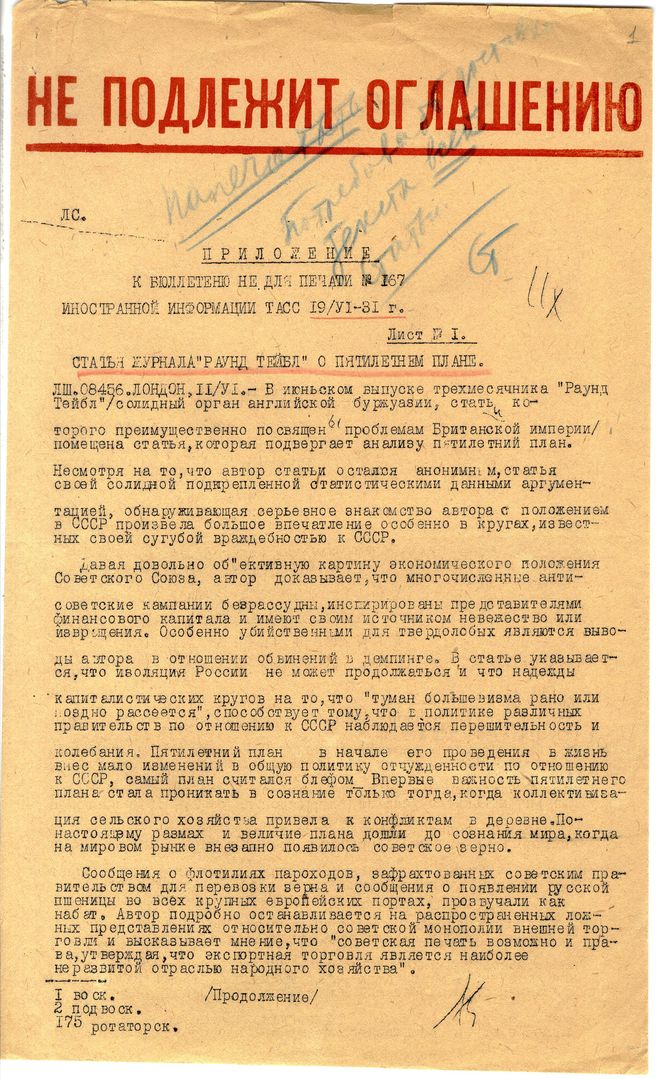 1
НЕ ПОДЛЕЖИТ ОГЛАШЕНИЮ
ЛС.
Потребовать доставки
текста всей
статьи.
ПРИЛОЖЕНИЕ
К БЮЛЛЕТЕНЮ НЕ ДЛЯ ПЕЧАТИ № 167
ИНОСТРАННОЙ ИНФОРМАЦИИ ТАСС 19/УІ-31 г.
Лист № І.
СТАТЬЯ ЖУРНАЛА "РАУНД ТЕЙБЛ" О ПЯТИЛЕТНЕМ ПЛАНЕ.
ЛШ.08456.ЛОНДОН,ІІ/УІ.- В июньском выпуске трехмесячника "Раунд
Тейбл"/солидный орган английской буржуазии, статьи ко-
торого преимущественно посвящены проблемам Британской империи/
помещена статья,которая подвергает анализу пятилетний план.
Несмотря на то,что автор статьи остался анонимным,статья
своей солидной подкрепленной статистическими данными аргумен-
тацией, обнаруживающая серьезное знакомство автора с положением
в СССР произвела большое впечатление особенно в кругах,извест-
ных своей сугубой враждебностью к СССР.
Давая довольно об"ективную картину экономического положения
Советского Союза, автор доказывает,что многочисленные анти-
советские кампании безрассудны,инспирированы представителями
финансового капитала и имеют своим источником невежество или
извращения. Особенно убийственными для твердолобых являются выво-
ды автора в отношении обвинений в демпинге. В статье указывает-
ся,что изоляция России не может продолжаться и что надежды
капиталистических кругов на то,что "туман большевизма рано или
поздно рассеется",способствует тому,что в политике различных
правительств по отношению к СССР наблюдается нерешительность и
колебания. Пятилетний план в начале его проведения в жизнь
внес мало изменений в общую политику отчужденности по отношению
к СССР, самый план считался блефом. Впервые важность пятилетнего
плана стала проникать в сознание только тогда,когда коллективиза-
ция сельского хозяйства привела к конфликтам в деревне.По-
настоящему размах и величие плана дошли до сознания мира,когда
на мировом рынке внезапно появилось советское зерно.
Сообщения о флотилиях пароходов, зафрахтованных советским пра-
вительством для перевозки зерна и сообщения о появлении русской
пшеницы во всех крупных европейских портах, прозвучали как
набат. Автор подробно останавливается на распространенных лож-
ных представлениях относительно советской монополии внешней тор-
говли и высказывает мнение,что "советская печать возможно и пра-
ва,утверждая,что экспортная торговля является наиболее
неразвитой отраслью народного хозяйства".
І воск. /Продолжение/
2 подвоск.
175 ротаторск.